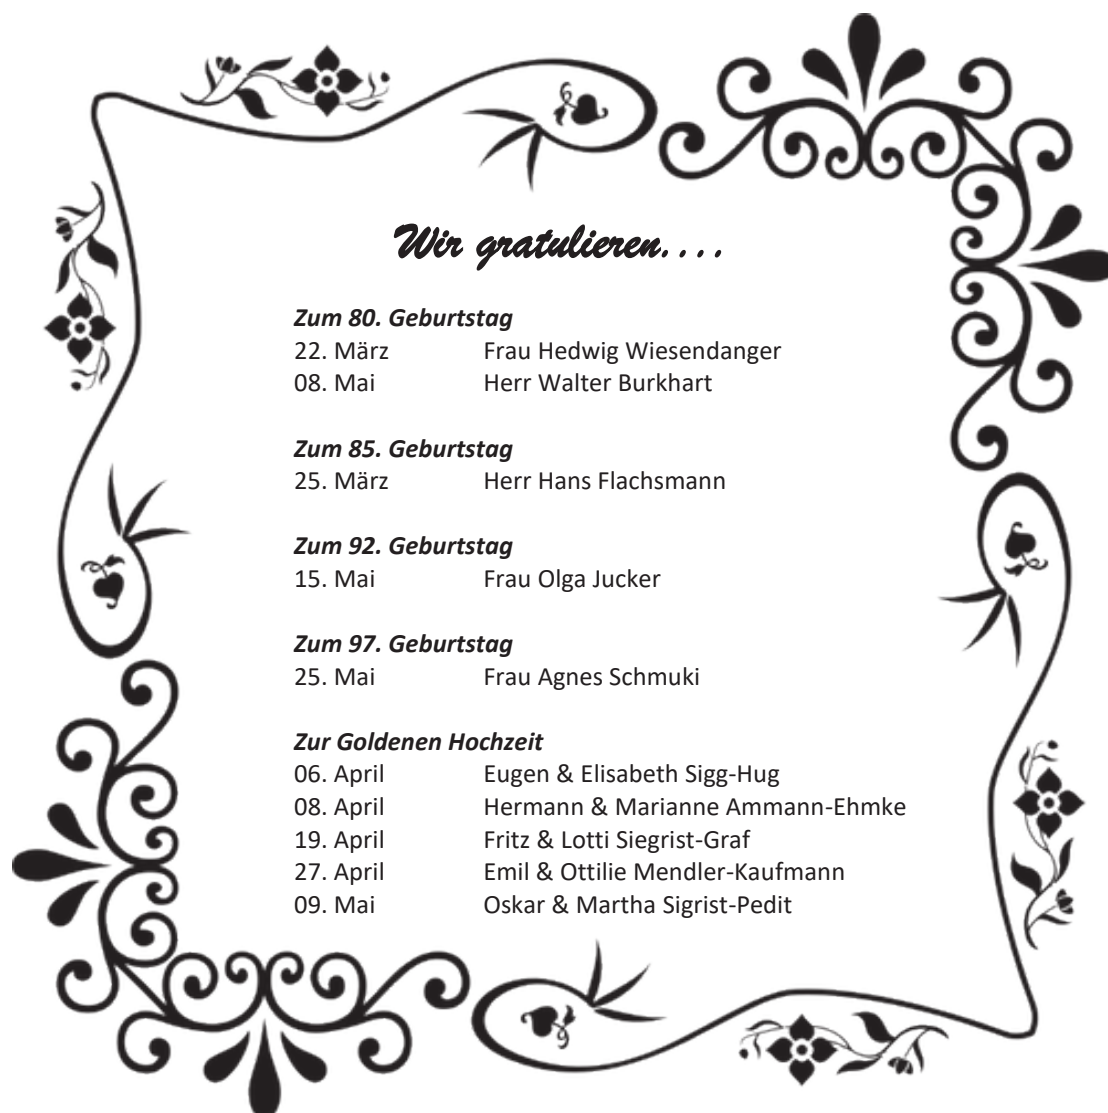 Wir gratulieren....
Zum 80. Geburtstag
22. März Frau Hedwig Wiesendanger
08. Mai Herr Walter Burkhart
Zum 85. Geburtstag
25. März Herr Hans Flachsmann
Zum 92. Geburtstag
15. Mai Frau Olga Jucker
Zum 97. Geburtstag
25. Mai Frau Agnes Schmuki
Zur Goldenen Hochzeit
06. April Eugen & Elisabeth Sigg-Hug
08. April Hermann & Marianne Ammann-Ehmke
19. April Fritz & Lotti Siegrist-Graf
27. April Emil & Ottilie Mendler-Kaufmann
09. Mai Oskar & Martha Sigrist-Pedit